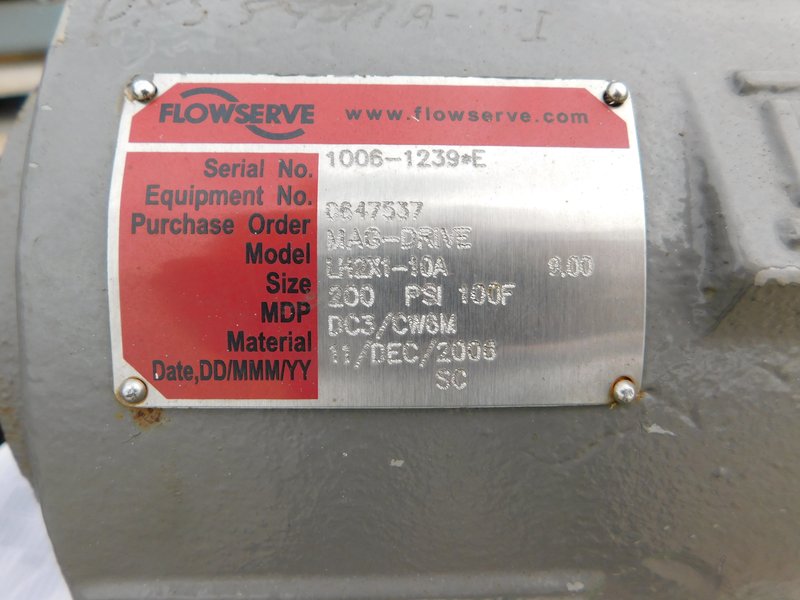 FLOWSERVE www.flowserve.com
Serial No. 1006-1239*E
Equipment No.
Purchase Order 0647537
Model MAG-DRIVE
Size LH2X1-10A 9.00
MDP 200 PSI 100F
Material DC3/CW6M
Date,DD/MMM/YY 11/DEC/2006
SC